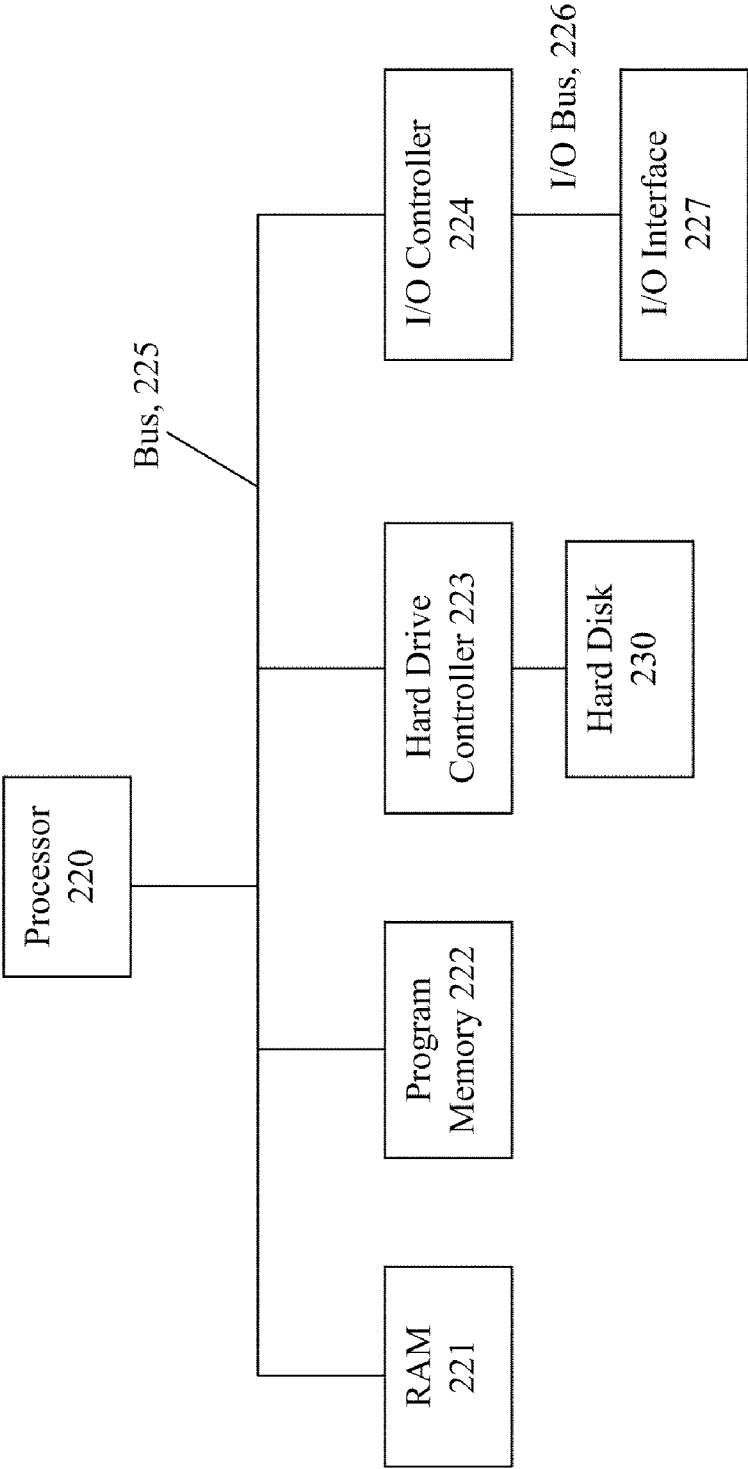 Processor
220
Bus, 225
RAM
221
Program
Memory 222
Hard Drive
Controller 223
I/O Controller
224
Hard Disk
230
I/O Bus, 226
I/O Interface
227